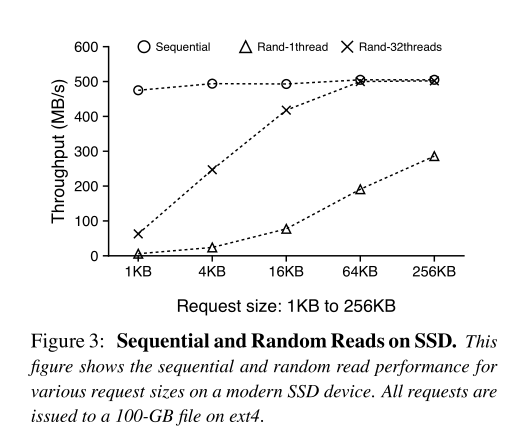 600
Sequential
Rand-1thread
Rand-32threads
500
400
300
200
100
0
Throughput (MB/s)
1KB
4KB
16KB
64KB
256KB
Request size: 1KB to 256KB
Figure 3: Sequential and Random Reads on SSD. This
figure shows the sequential and random read performance for
various request sizes on a modern SSD device. All requests are
issued to a 100-GB file on ext4.